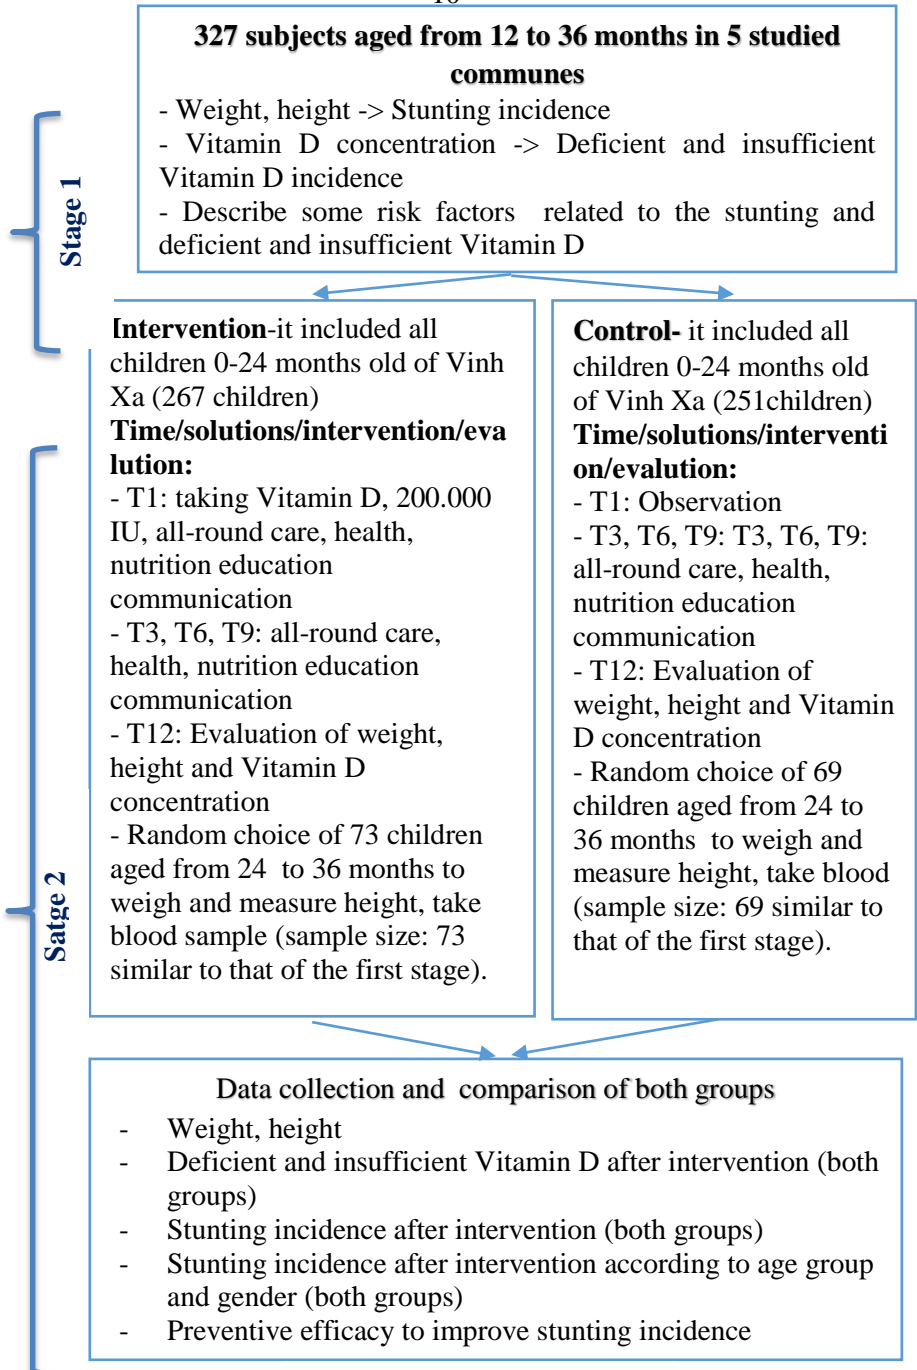 327 subjects aged from 12 to 36 months in 5 studied
communes
- Weight, height -> Stunting incidence
- Vitamin D concentration -> Deficient and insufficient
Vitamin D incidence
- Describe some risk factors related to the stunting and
deficient and insufficient Vitamin D
Stage 1
Intervention-it included all
children 0-24 months old of Vinh
Xa (267 children)
Time/solutions/intervention/eva
lution:
- T1: taking Vitamin D, 200.000
IU, all-round care, health,
nutrition education
communication
- T3, T6, T9: all-round care,
health, nutrition education
communication
- T12: Evaluation of weight,
height and Vitamin D
concentration
- Random choice of 73 children
aged from 24 to 36 months to
weigh and measure height, take
blood sample (sample size: 73
similar to that of the first stage).
Control- it included all
children 0-24 months old
of Vinh Xa (251children)
Time/solutions/interventi
on/evalution:
- T1: Observation
- T3, T6, T9: T3, T6, T9:
all-round care, health,
nutrition education
communication
- T12: Evaluation of
weight, height and Vitamin
D concentration
- Random choice of 69
children aged from 24 to
36 months to weigh and
measure height, take blood
(sample size: 69 similar to
that of the first stage).
Satge 2
Data collection and comparison of both groups
- Weight, height
- Deficient and insufficient Vitamin D after intervention (both
groups)
- Stunting incidence after intervention (both groups)
- Stunting incidence after intervention according to age group
and gender (both groups)
- Preventive efficacy to improve stunting incidence